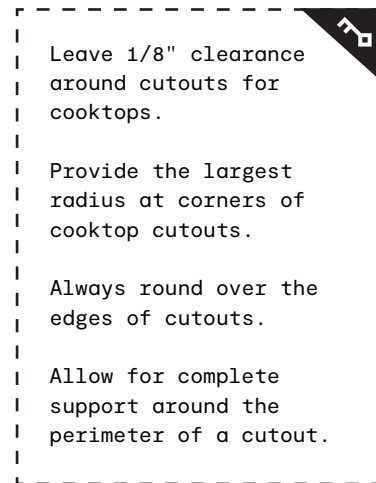 Leave 1/8" clearance
around cutouts for
cooktops.
Provide the largest
radius at corners of
cooktop cutouts.
Always round over the
edges of cutouts.
Allow for complete
support around the
perimeter of a cutout.